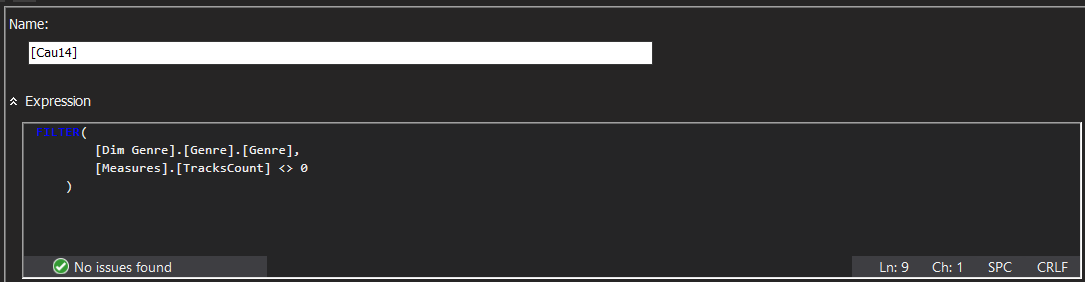 Name:
[Cau14]
Expression
FILTER(
[Dim Genre].[Genre].[Genre],
[Measures].[TracksCount] <> 0
)
No issues found
Ln: 9 Ch: 1 SPC CRLF